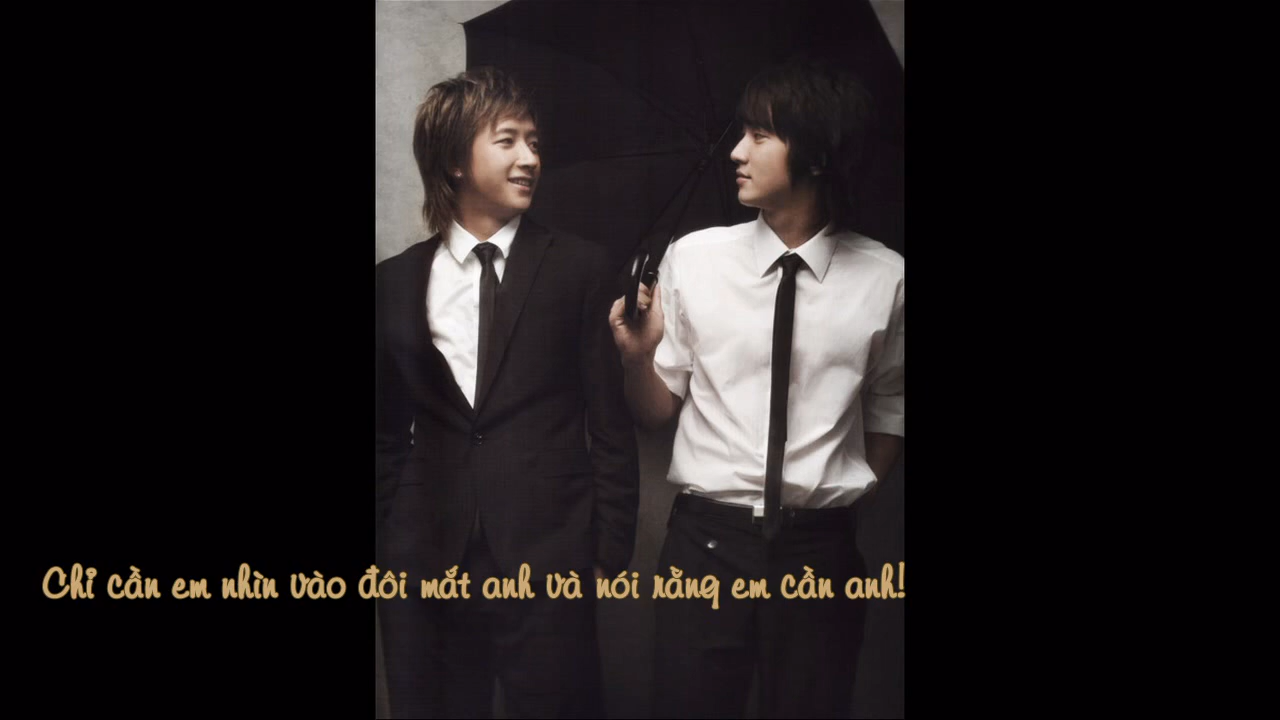 Chỉ cần em nhìn vào đôi mắt anh và nói rằng em cần anh!